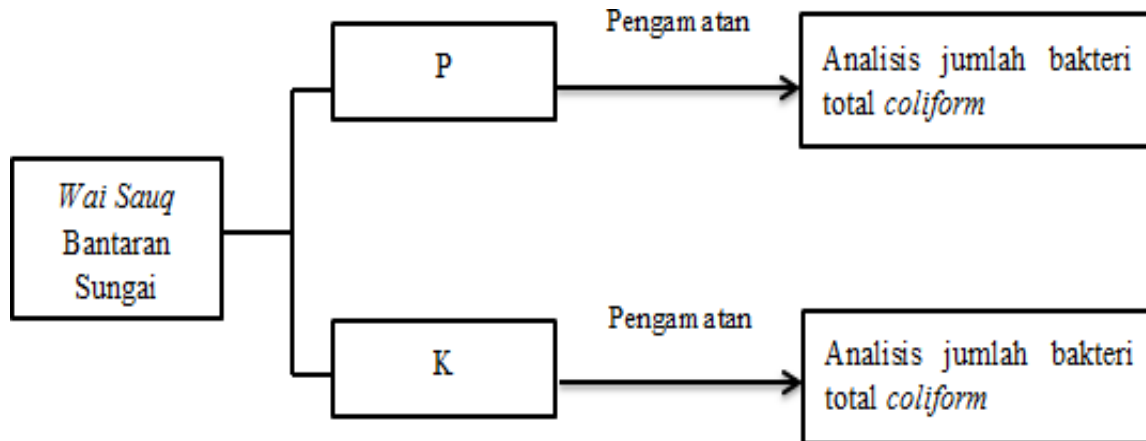 Wai Sauq
Bantaran
Sungai
P
Pengamatan
Analisis jumlah bakteri
total coliform
K
Pengamatan
Analisis jumlah bakteri
total coliform